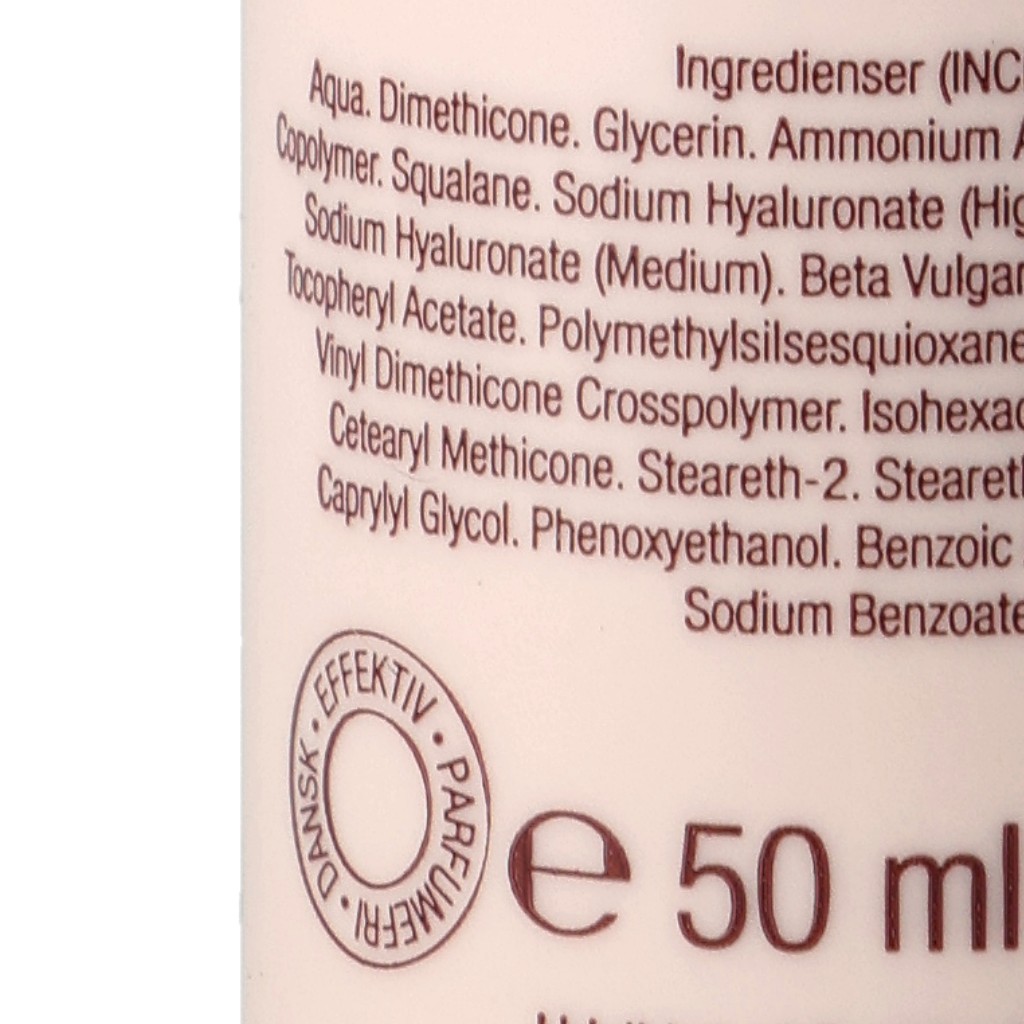 Ingredienser (INC
Aqua. Dimethicone. Glycerin. Ammonium A
Copolymer. Squalane. Sodium Hyaluronate (Hig
Sodium Hyaluronate (Medium). Beta Vulgar
Tocopheryl Acetate. Polymethylsilsesquioxane
Vinyl Dimethicone Crosspolymer. Isohexad
Cetearyl Methicone. Steareth-2. Steareth
Caprylyl Glycol. Phenoxyethanol. Benzoic
Sodium Benzoate
DANSK · EFFEKTIV · PARFUMEFRI ·
e 50 ml